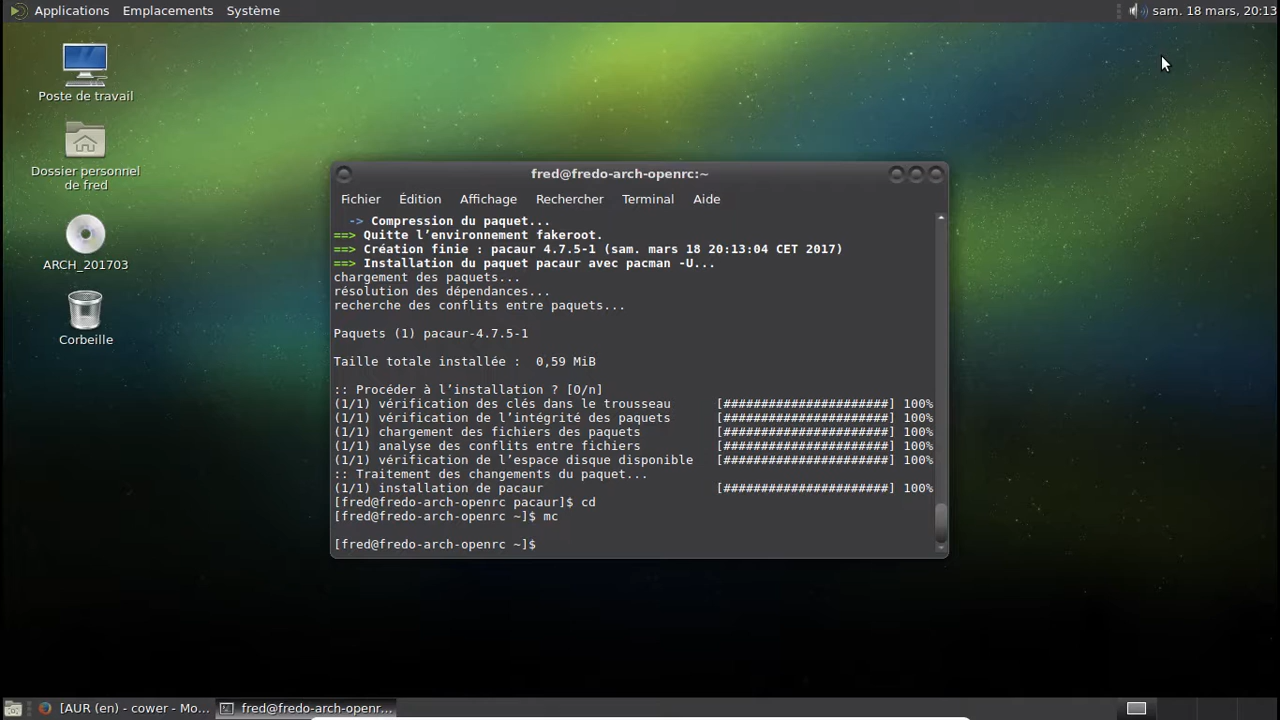 Applications Emplacements Système sam. 18 mars, 20:13
Poste de travail
Dossier personnel
de fred
ARCH_201703
Corbeille
fred@fredo-arch-openrc:~
Fichier Édition Affichage Rechercher Terminal Aide
-> Compression du paquet...
==> Quitte l’environnement fakeroot.
==> Création finie : pacaur 4.7.5-1 (sam. mars 18 20:13:04 CET 2017)
==> Installation du paquet pacaur avec pacman -U...
chargement des paquets...
résolution des dépendances...
recherche des conflits entre paquets...
Paquets (1) pacaur-4.7.5-1
Taille totale installée :  0,59 MiB
:: Procéder à l’installation ? [O/n]
(1/1) vérification des clés dans le trousseau [######################] 100%
(1/1) vérification de l’intégrité des paquets [######################] 100%
(1/1) chargement des fichiers des paquets [######################] 100%
(1/1) analyse des conflits entre fichiers [######################] 100%
(1/1) vérification de l’espace disque disponible [######################] 100%
:: Traitement des changements du paquet...
(1/1) installation de pacaur [######################] 100%
[fred@fredo-arch-openrc pacaur]$ cd
[fred@fredo-arch-openrc ~]$ mc
[fred@fredo-arch-openrc ~]$
[AUR (en) - cower - Mo... fred@fredo-arch-openr...